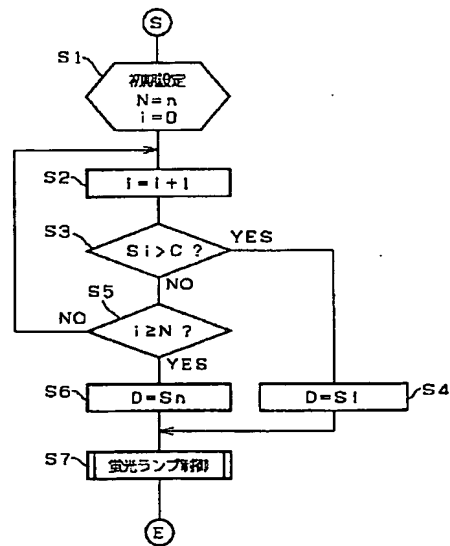 S
S1
初期設定
N=n
i=0
S2
i=i+1
S3
Si>C ?
YES
NO
S5
NO
i≥N ?
YES
S6
D=Sn
D=Si
S4
S7
蛍光ランプ制御
E